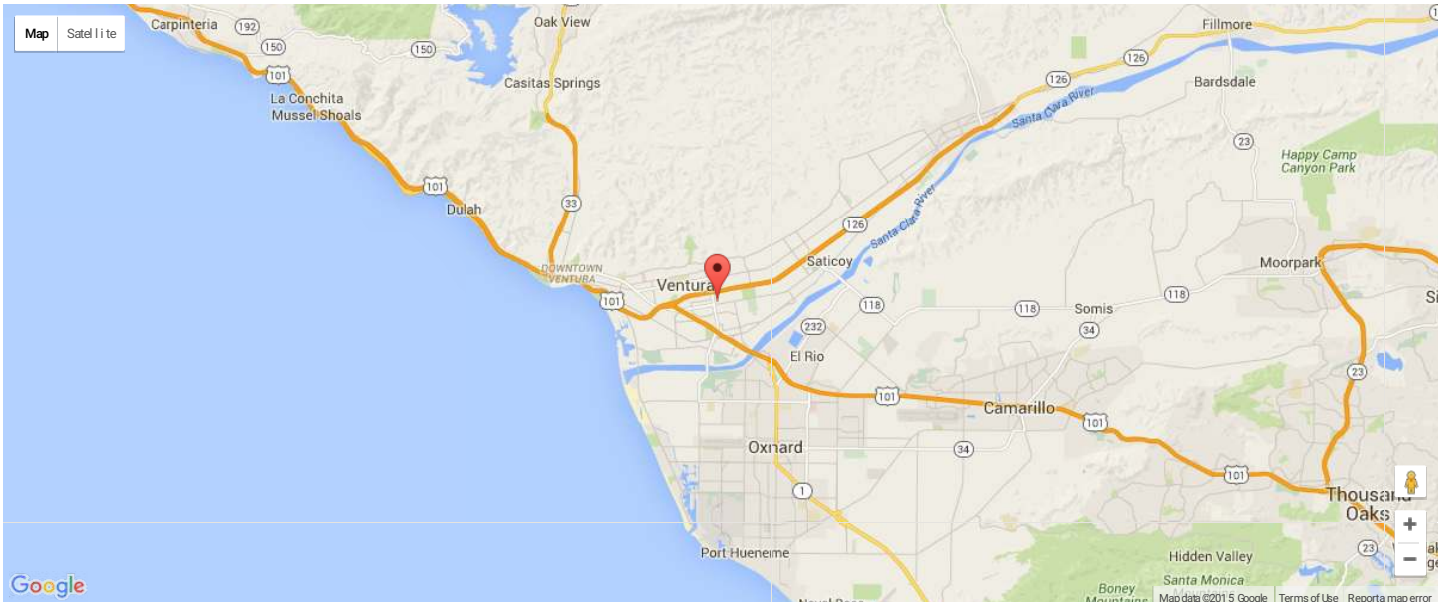 Map
Satellite
Carpinteria
192
150
150
Oak View
Fillmore
126
126
101
Casitas Springs
Bardsdale
La Conchita
Mussel Shoals
Santa Clara River
23
Happy Camp
Canyon Park
101
Dulah
33
126
Santa Clara River
Saticoy
Moorpark
DOWNTOWN
VENTURA
Ventura
101
118
118
118
Somis
Si
232
34
El Rio
23
101
Camarillo
101
Oxnard
34
101
1
Thousand
Oaks
+
Port Hueneme
23
Hidden Valley
−
Google
Boney
Mountains
Santa Monica
Map data ©2015 Google
Terms of Use
Report a map error